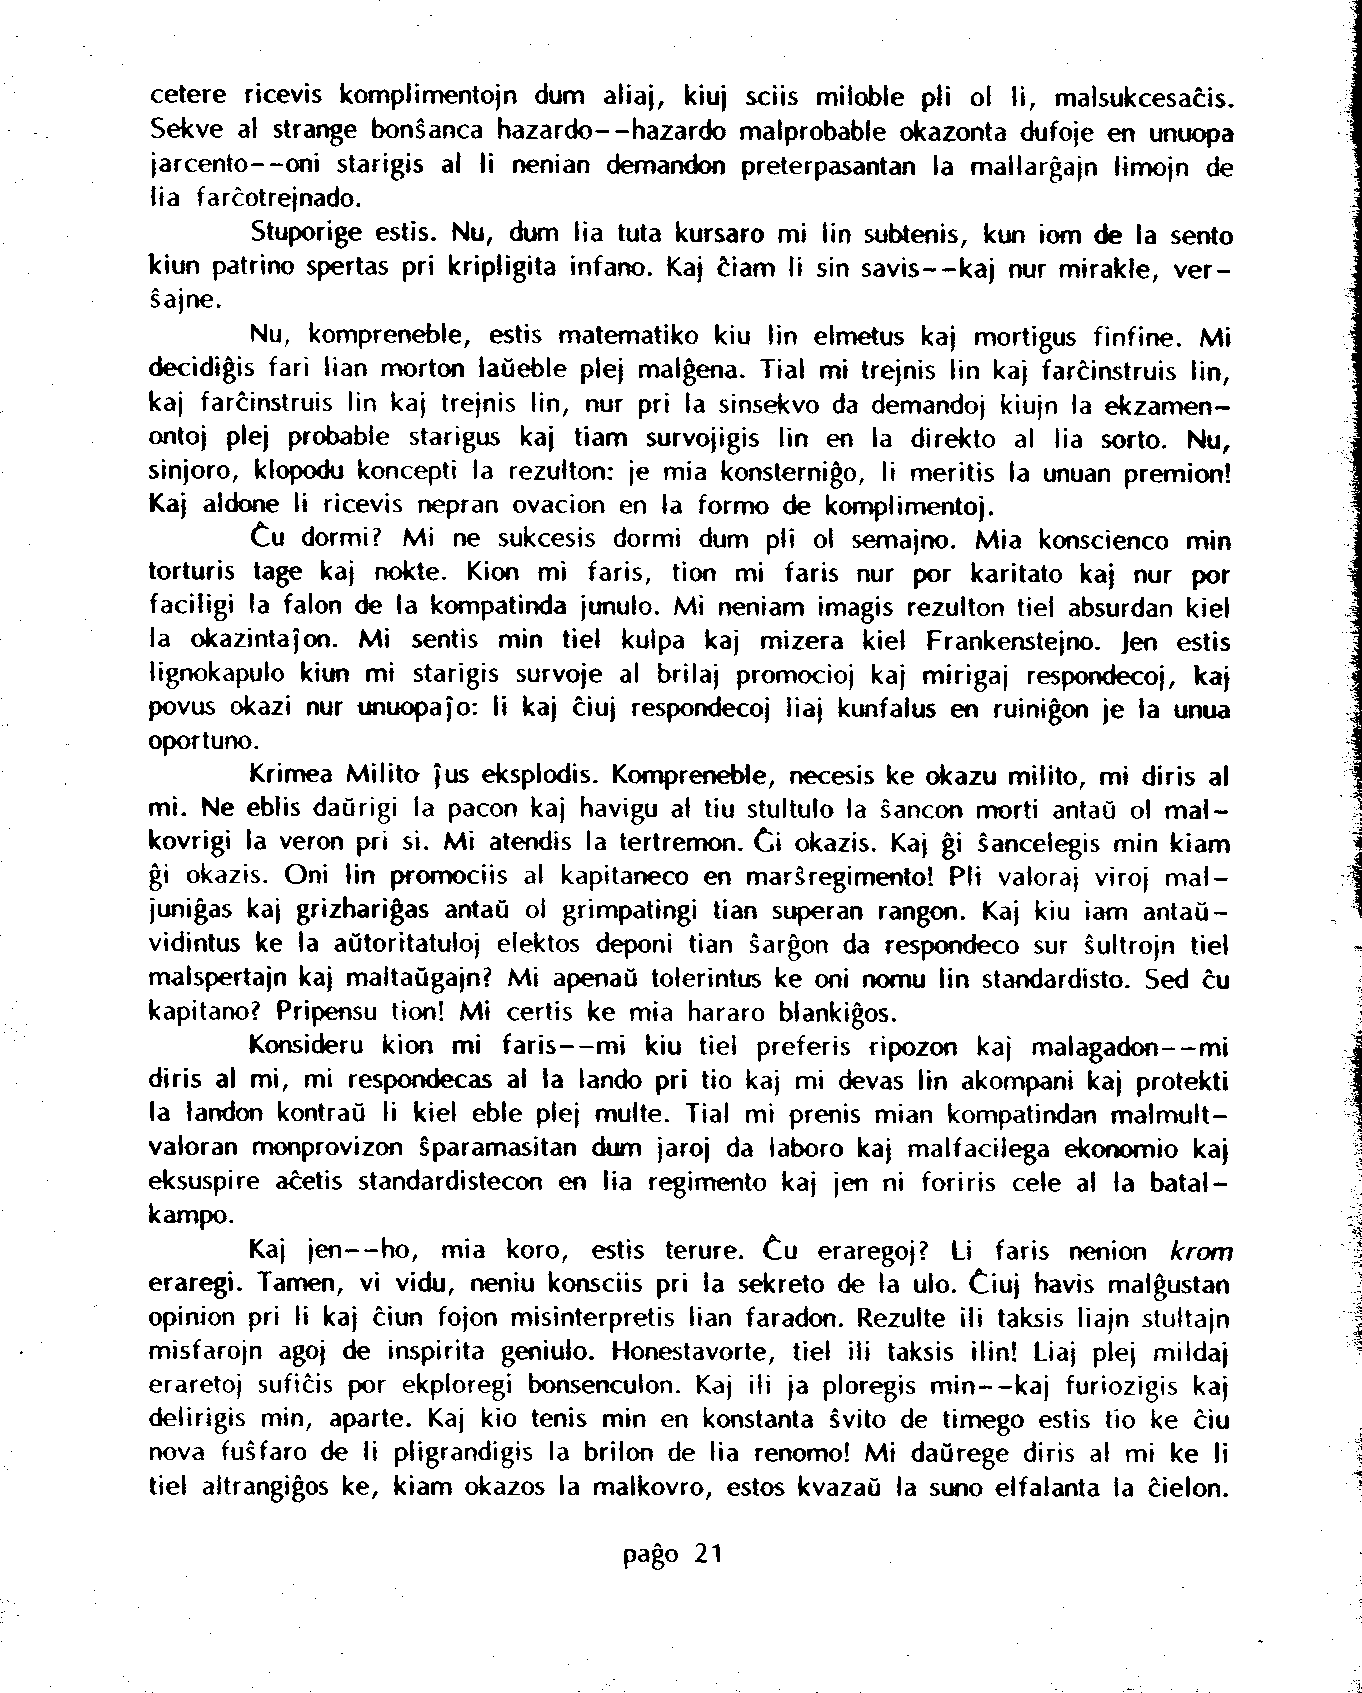 cetere ricevis komplimentojn dum aliaj, kiuj sciis miloble pli ol li, malsukcesaĉis.
Sekve al strange bonŝanca hazardo--hazardo malprobable okazonta dufoje en unuopa
jarcento--oni starigis al li nenian demandon preterpasantan la mallarĝajn limojn de
lia farĉotrejnado.
Stuporige estis. Nu, dum lia tuta kursaro mi lin subtenis, kun iom de la sento
kiun patrino spertas pri kripligita infano. Kaj ĉiam li sin savis--kaj nur mirakle, ver-
ŝajne.
Nu, kompreneble, estis matematiko kiu lin elmetus kaj mortigus finfine. Mi
decidiĝis fari lian morton laŭeble plej malĝena. Tial mi trejnis lin kaj farĉinstruis lin,
kaj farĉinstruis lin kaj trejnis lin, nur pri la sinsekvo da demandoj kiujn la ekzamen-
ontoj plej probable starigus kaj tiam survojigis lin en la direkto al lia sorto. Nu,
sinjoro, klopodu koncepti la rezulton: je mia konsterniĝo, li meritis la unuan premion!
Kaj aldone li ricevis nepran ovacion en la formo de komplimentoj.
Ĉu dormi? Mi ne sukcesis dormi dum pli ol semajno. Mia konscienco min
torturis tage kaj nokte. Kion mi faris, tion mi faris nur por karitato kaj nur por
faciligi la falon de la kompatinda junulo. Mi neniam imagis rezulton tiel absurdan kiel
la okazintaĵon. Mi sentis min tiel kulpa kaj mizera kiel Frankenstejno. Jen estis
lignokapulo kiun mi starigis survoje al brilaj promocioj kaj mirigaj respondecoj, kaj
povus okazi nur unuopaĵo: li kaj ĉiuj respondecoj liaj kunfalus en ruiniĝon je la unua
oportuno.
Krimea Milito ĵus eksplodis. Kompreneble, necesis ke okazu milito, mi diris al
mi. Ne eblis daŭrigi la pacon kaj havigu al tiu stultulo la ŝancon morti antaŭ ol mal-
kovrigi la veron pri si. Mi atendis la tertremon. Ĝi okazis. Kaj ĝi ŝancelegis min kiam
ĝi okazis. Oni lin promociis al kapitaneco en marŝregimento! Pli valoraj viroj mal-
juniĝas kaj grizhariĝas antaŭ ol grimpatingi tian superan rangon. Kaj kiu iam antaŭ-
vidintus ke la aŭtoritatuloj elektos deponi tian ŝarĝon da respondeco sur ŝultrojn tiel
malspertajn kaj maltaŭgajn? Mi apenaŭ tolerintus ke oni nomu lin standardisto. Sed ĉu
kapitano? Pripensu tion! Mi certis ke mia hararo blankiĝos.
Konsideru kion mi faris--mi kiu tiel preferis ripozon kaj malagadon--mi
diris al mi, mi respondecas al la lando pri tio kaj mi devas lin akompani kaj protekti
la landon kontraŭ li kiel eble plej multe. Tial mi prenis mian kompatindan malmult-
valoran monprovizon ŝparamasitan dum jaroj da laboro kaj malfacilega ekonomio kaj
eksuspire aĉetis standardistecon en lia regimento kaj jen ni foriris cele al la batal-
kampo.
Kaj jen--ho, mia koro, estis terure. Ĉu eraregoj? Li faris nenion krom
eraregi. Tamen, vi vidu, neniu konsciis pri la sekreto de la ulo. Ĉiuj havis malĝustan
opinion pri li kaj ĉiun fojon misinterpretis lian faradon. Rezulte ili taksis liajn stultajn
misfarojn agoj de inspirita geniulo. Honestavorte, tiel ili taksis ilin! Liaj plej mildaj
eraretoj sufiĉis por ekploregi bonsenculon. Kaj ili ja ploregis min--kaj furiozigis kaj
delirigis min, aparte. Kaj kio tenis min en konstanta ŝvito de timego estis tio ke ĉiu
nova fuŝfaro de li pligrandigis la brilon de lia renomo! Mi daŭrege diris al mi ke li
tiel altrangiĝos ke, kiam okazos la malkovro, estos kvazaŭ la suno elfalanta la ĉielon.
paĝo 21